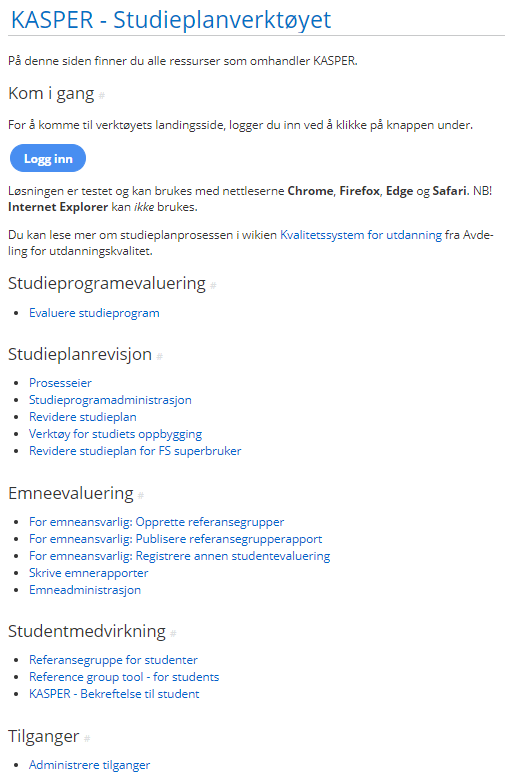 KASPER - Studieplanverktøyet
På denne siden finner du alle ressurser som omhandler KASPER.
Kom i gang #
For å komme til verktøyets landingsside, logger du inn ved å klikke på knappen under.
Logg inn
Løsningen er testet og kan brukes med nettleserne Chrome, Firefox, Edge og Safari. NB!
Internet Explorer kan ikke brukes.
Du kan lese mer om studieplanprosessen i wikien Kvalitetssystem for utdanning fra Avde-
ling for utdanningskvalitet.
Studieprogramevaluering #
• Evaluere studieprogram
Studieplanrevisjon #
• Prosesseier
• Studieprogramadministrasjon
• Revidere studieplan
• Verktøy for studiets oppbygging
• Revidere studieplan for FS superbruker
Emneevaluering #
• For emneansvarlig: Opprette referansegrupper
• For emneansvarlig: Publisere referansegrupperapport
• For emneansvarlig: Registrere annen studentevaluering
• Skrive emnerapporter
• Emneadministrasjon
Studentmedvirkning #
• Referansegruppe for studenter
• Reference group tool - for students
• KASPER - Bekreftelse til student
Tilganger #
• Administrere tilganger